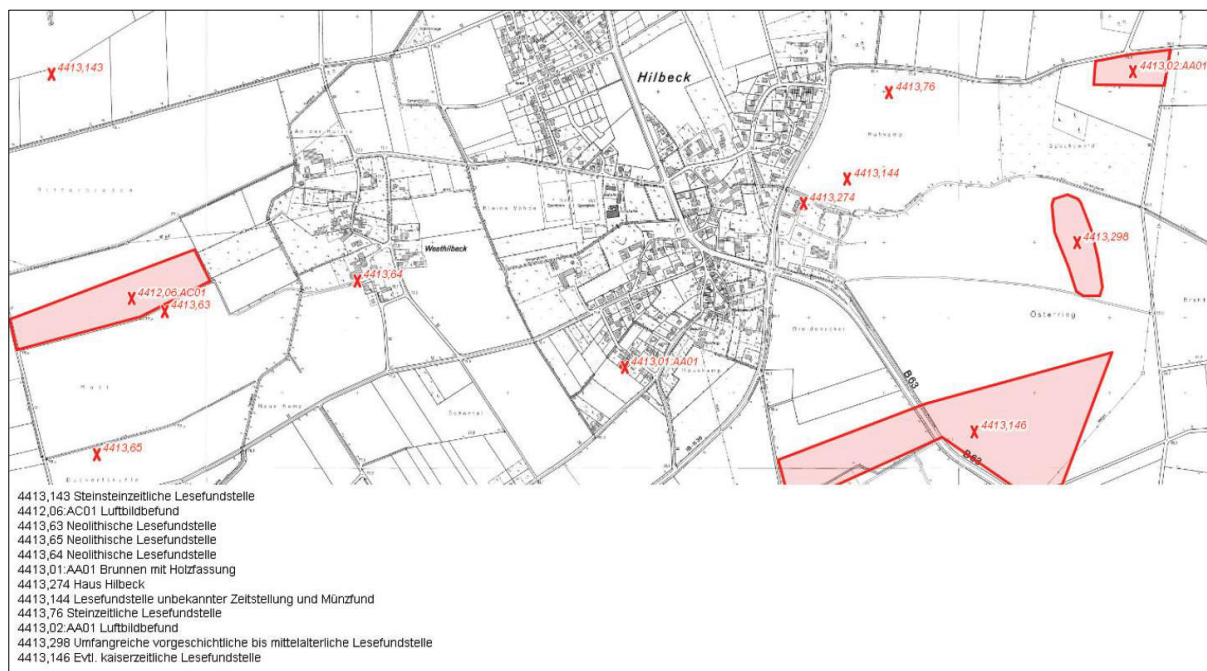 4413,143
Hilbeck
4413,02:AA01
4413,76
4413,144
4413,274
Westhilbeck
4413,298
4413,64
4412,06:AC01
4413,63
Österring
4413,01:AA01
Hauskamp
B63
4413,146
B63
4413,65
4413,143 Steinsteinzeitliche Lesefundstelle
4412,06:AC01 Luftbildbefund
4413,63 Neolithische Lesefundstelle
4413,65 Neolithische Lesefundstelle
4413,64 Neolithische Lesefundstelle
4413,01:AA01 Brunnen mit Holzfassung
4413,274 Haus Hilbeck
4413,144 Lesefundstelle unbekannter Zeitstellung und Münzfund
4413,76 Steinzeitliche Lesefundstelle
4413,02:AA01 Luftbildbefund
4413,298 Umfangreiche vorgeschichtliche bis mittelalterliche Lesefundstelle
4413,146 Evtl. kaiserzeitliche Lesefundstelle